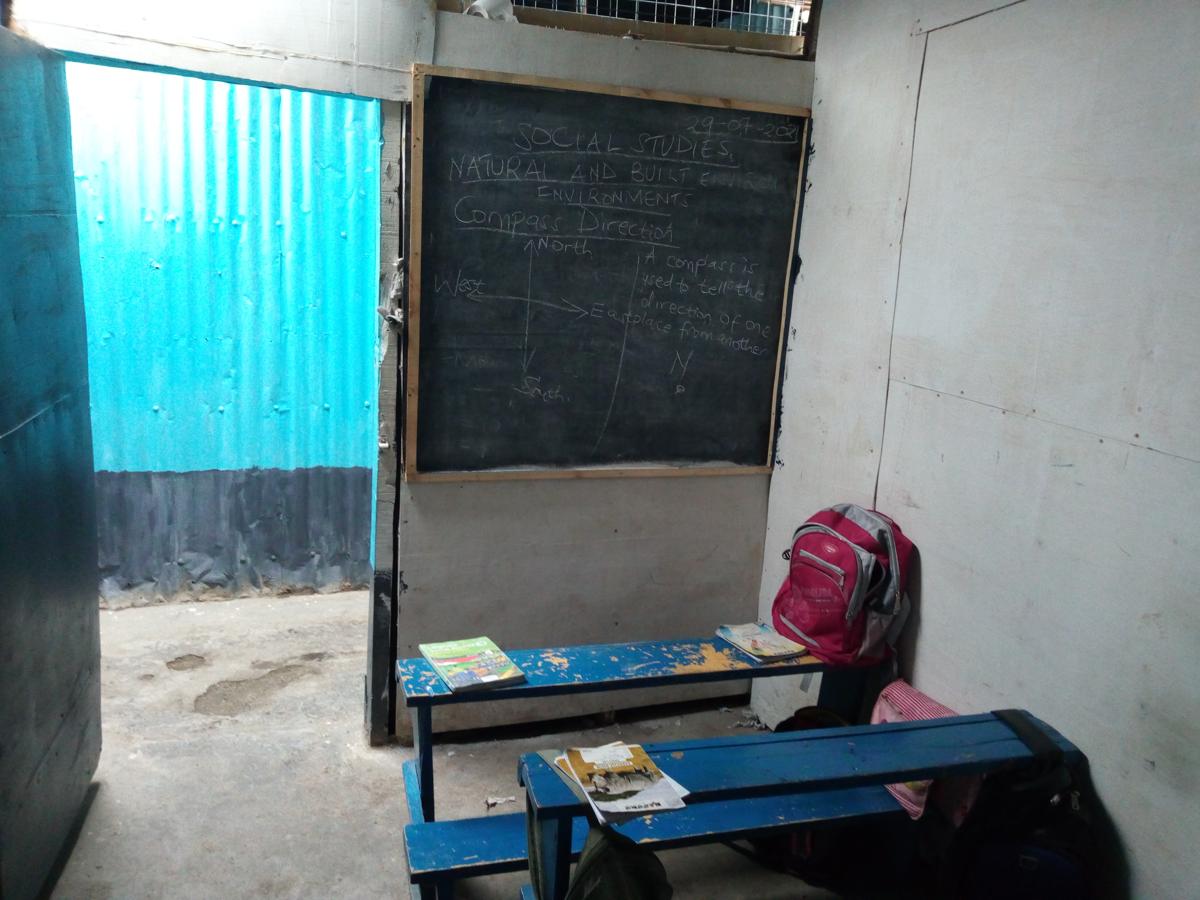 29-07-2021
SOCIAL STUDIES,
NATURAL AND BUILT
ENVIRONMENTS
Compass Direction
North
West
East
South.
A compass is
used to tell the
direction of one
place from another
N